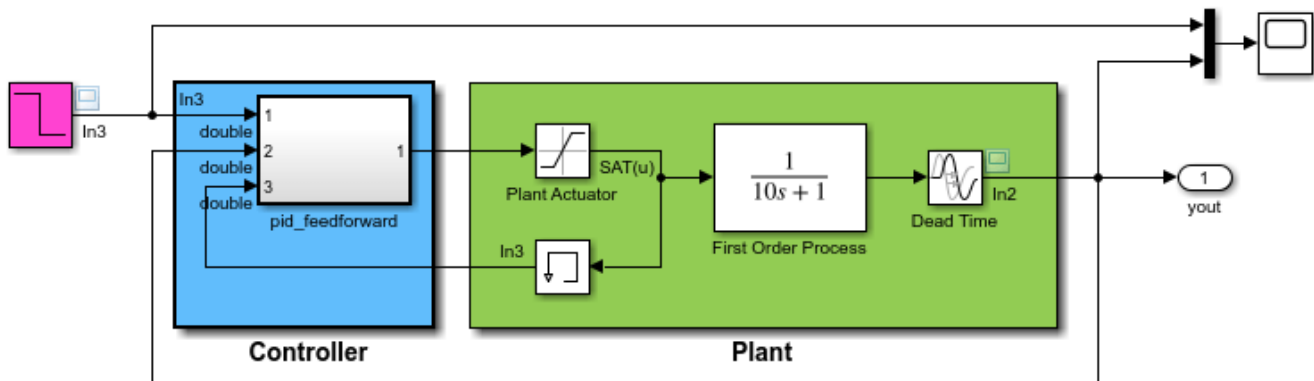 In3
In3
1
double
2
double
3
double
1
pid_feedforward
SAT(u)
Plant Actuator
1
10s + 1
First Order Process
In2
Dead Time
1
yout
In3
Controller
Plant